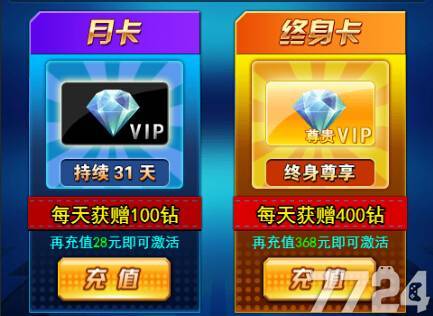 月卡
VIP
持续 31 天
每天获赠100钻
再充值28元即可激活
充值
终身卡
尊贵VIP
终身尊享
每天获赠400钻
再充值368元即可激活
充值
7724